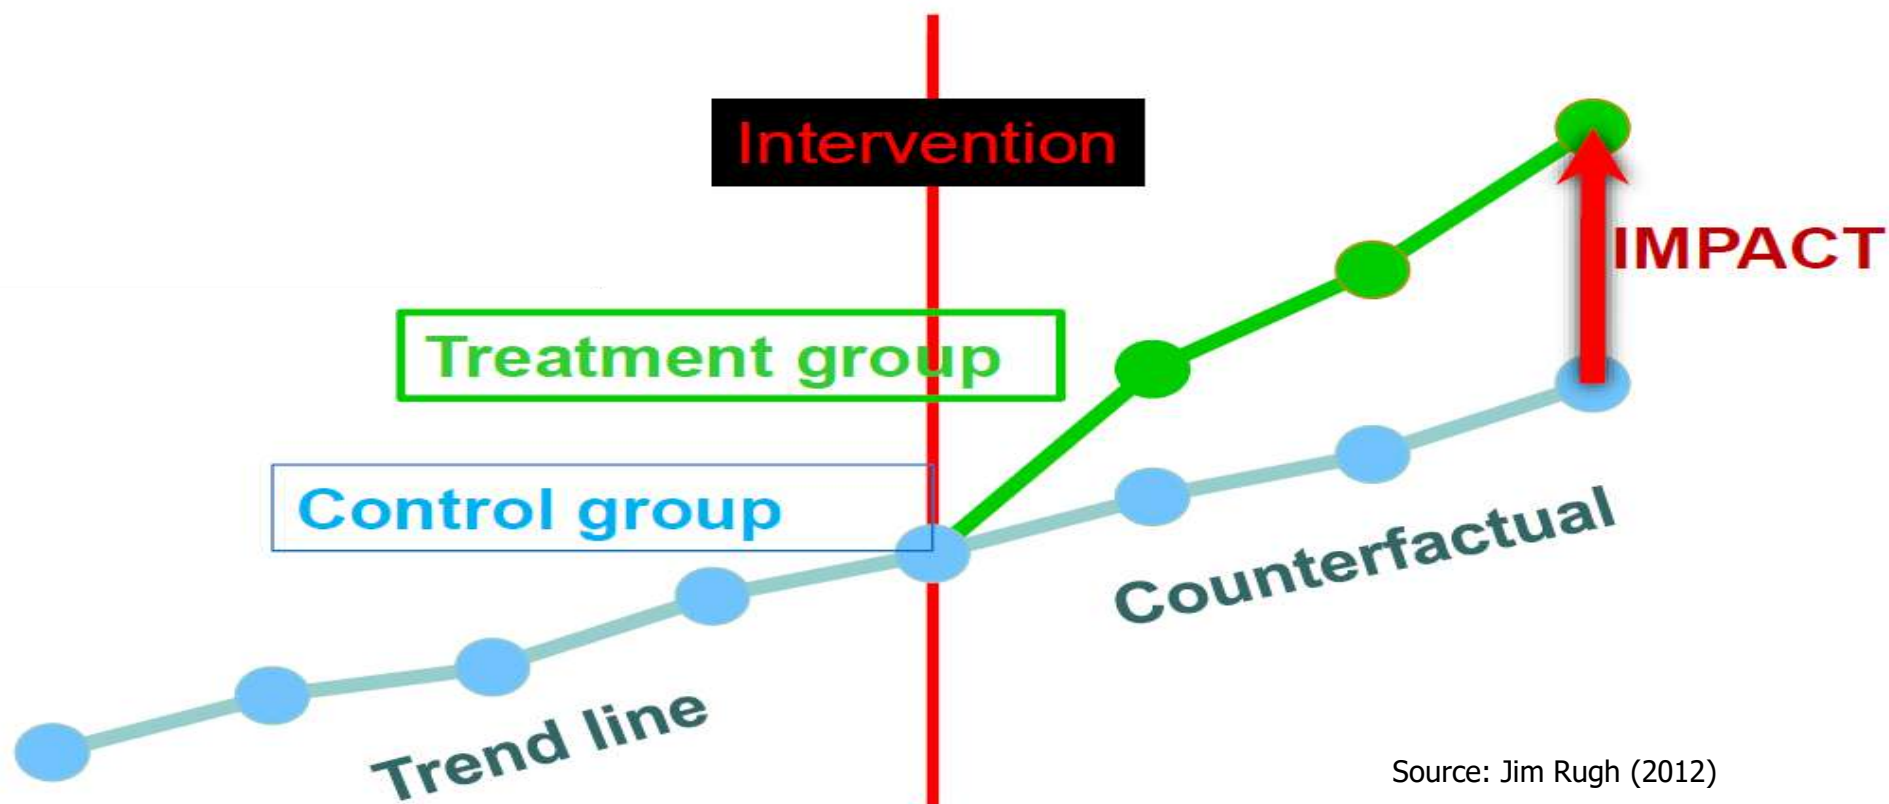 Intervention
IMPACT
Treatment group
Control group
Counterfactual
Trend line
Source: Jim Rugh (2012)